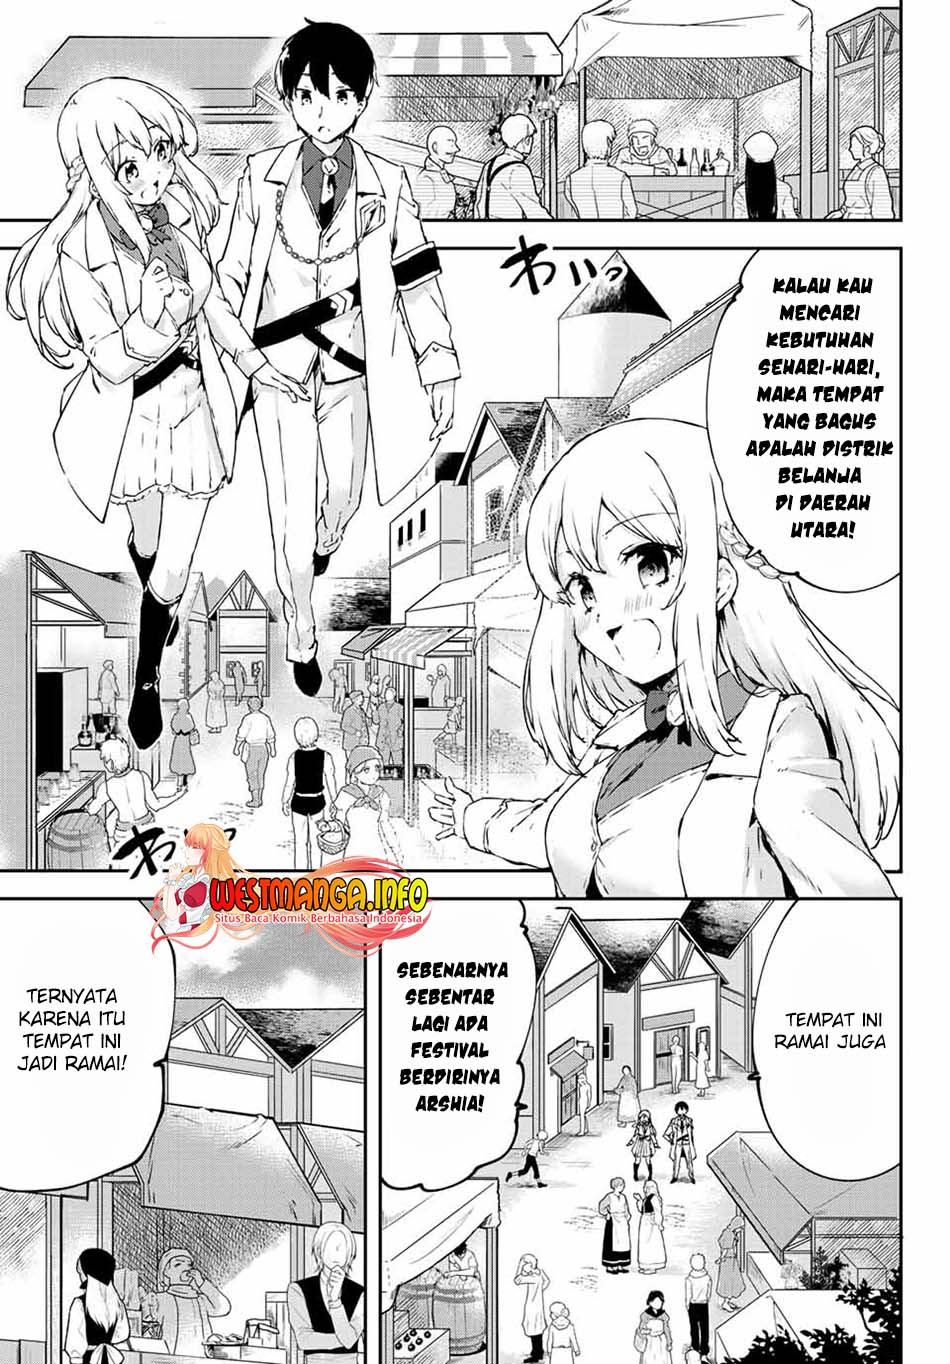 わいっ
KALAU KAU
MENCARI
KEBUTUHAN
SEHARI-HARI,
MAKA TEMPAT
YANG BAGUS
ADALAH DISTRIK
BELANJA
DI DAERAH
UTARA!
わいっ
WESTMANGA.INFO
Situs Baca Komik Berbahasa Indonesia
TEMPAT INI
RAMAI JUGA
SEBENARNYA
SEBENTAR
LAGI ADA
FESTIVAL
BERDIRINYA
ARSHIA!
TERNYATA
KARENA ITU
TEMPAT INI
JADI RAMAI!